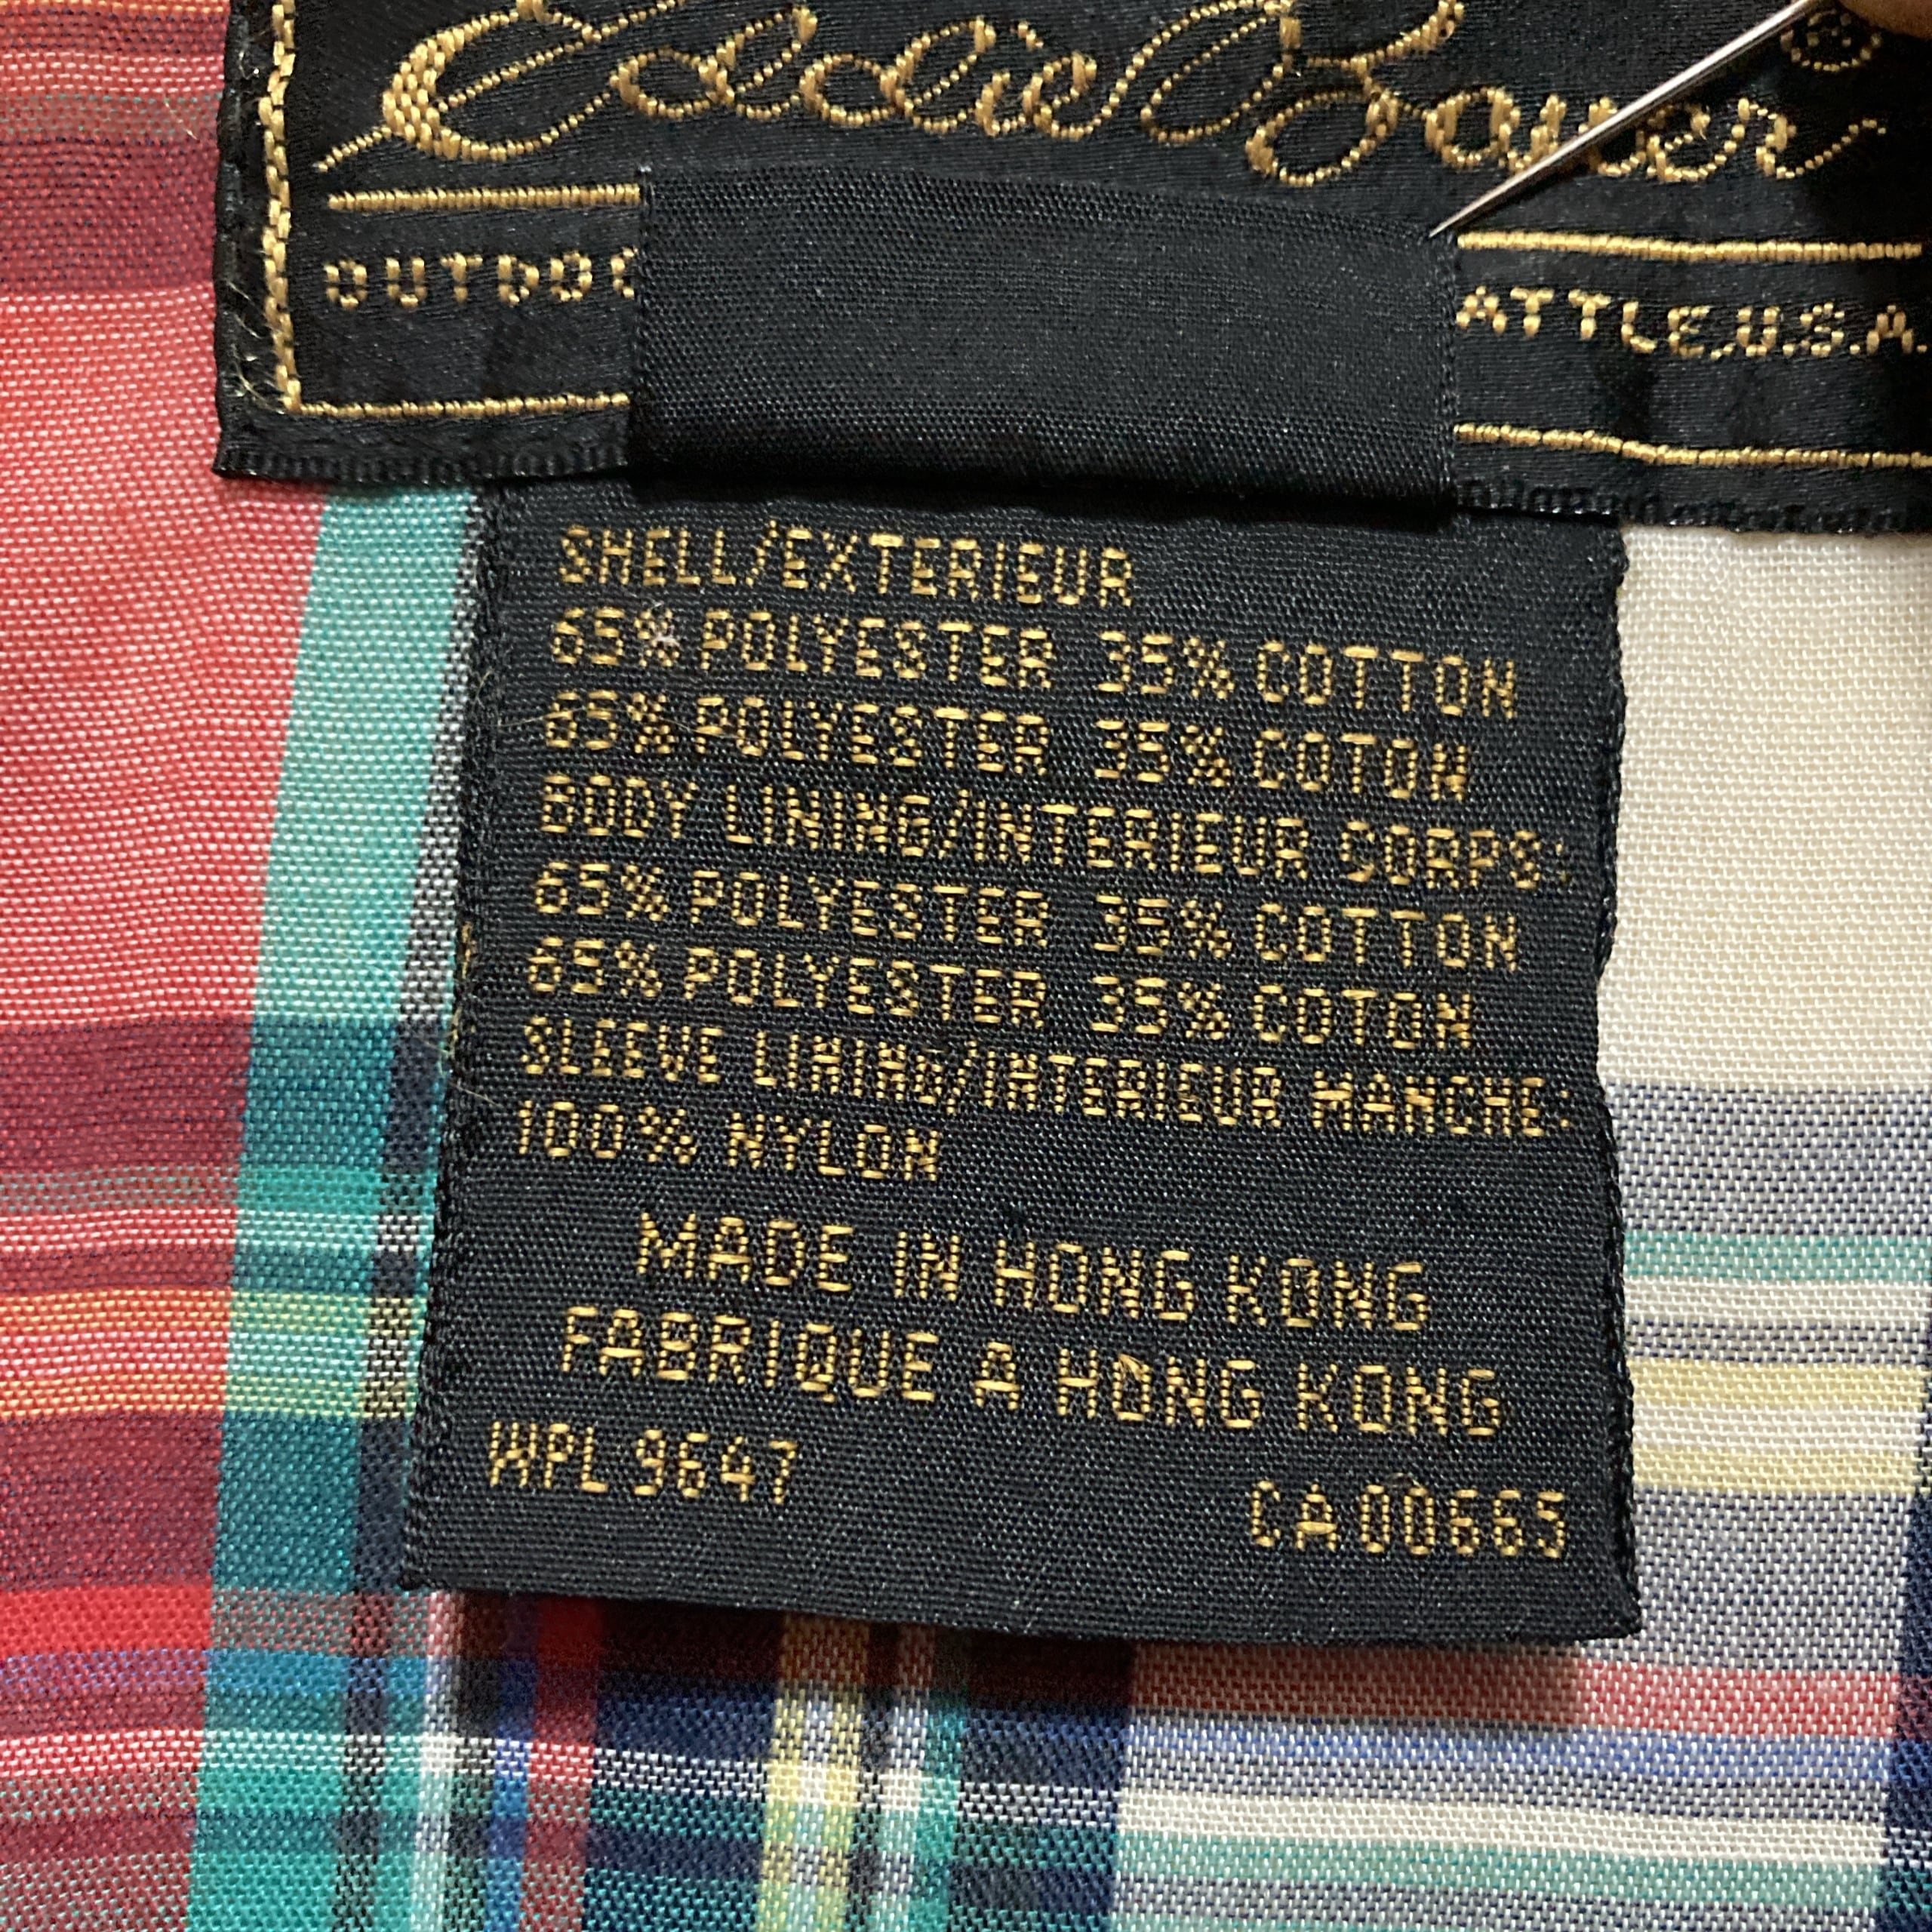 Eddie Bauer ®
OUTDOO ATTLE,U.S.A.
SHELL/EXTERIEUR
65% POLYESTER 35% COTTON
65% POLYESTER 35% COTON
BODY LINING/INTERIEUR CORPS:
65% POLYESTER 35% COTTON
65% POLYESTER 35% COTON
SLEEVE LINING/INTERIEUR MANCHE:
100% NYLON
MADE IN HONG KONG
FABRIQUE A HONG KONG
WPL 9647
CA 00665